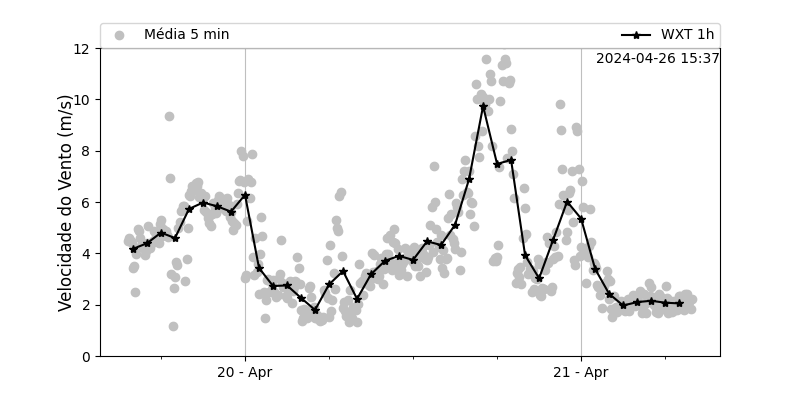 Média 5 min
WXT 1h
2024-04-26 15:37
Velocidade do Vento (m/s)
12
10
8
6
4
2
0
20 - Apr
21 - Apr